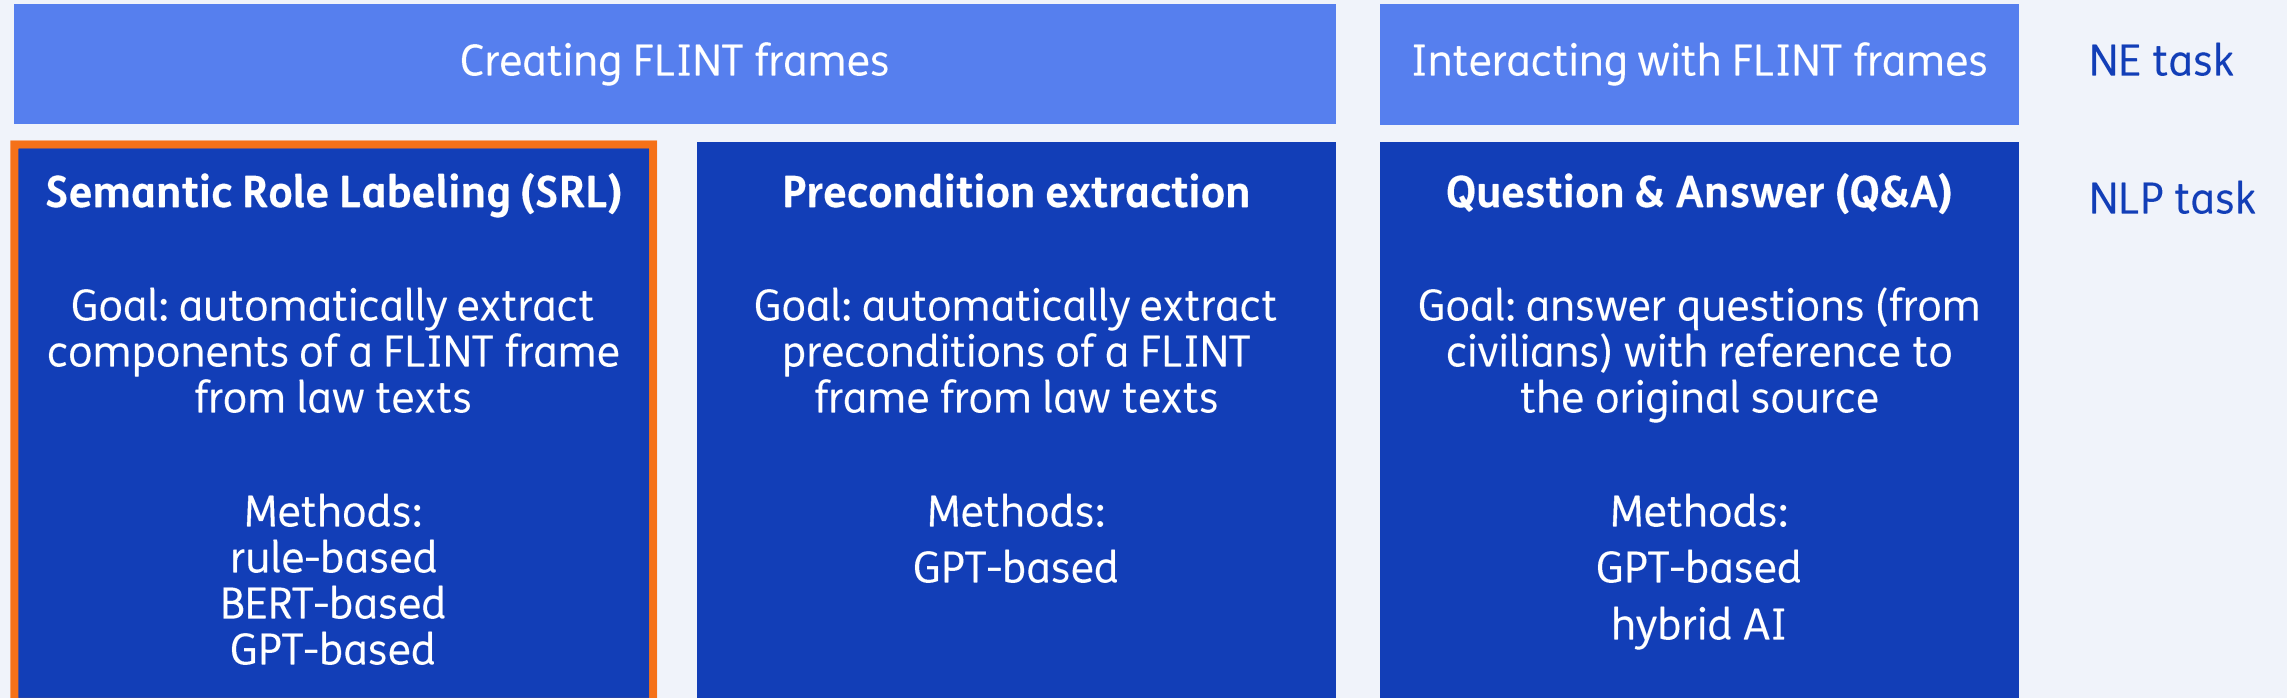 Creating FLINT frames
Interacting with FLINT frames
NE task
Semantic Role Labeling (SRL)
Goal: automatically extract
components of a FLINT frame
from law texts
Methods:
rule-based
BERT-based
GPT-based
Precondition extraction
Goal: automatically extract
preconditions of a FLINT
frame from law texts
Methods:
GPT-based
Question & Answer (Q&A)
Goal: answer questions (from
civilians) with reference to
the original source
Methods:
GPT-based
hybrid AI
NLP task